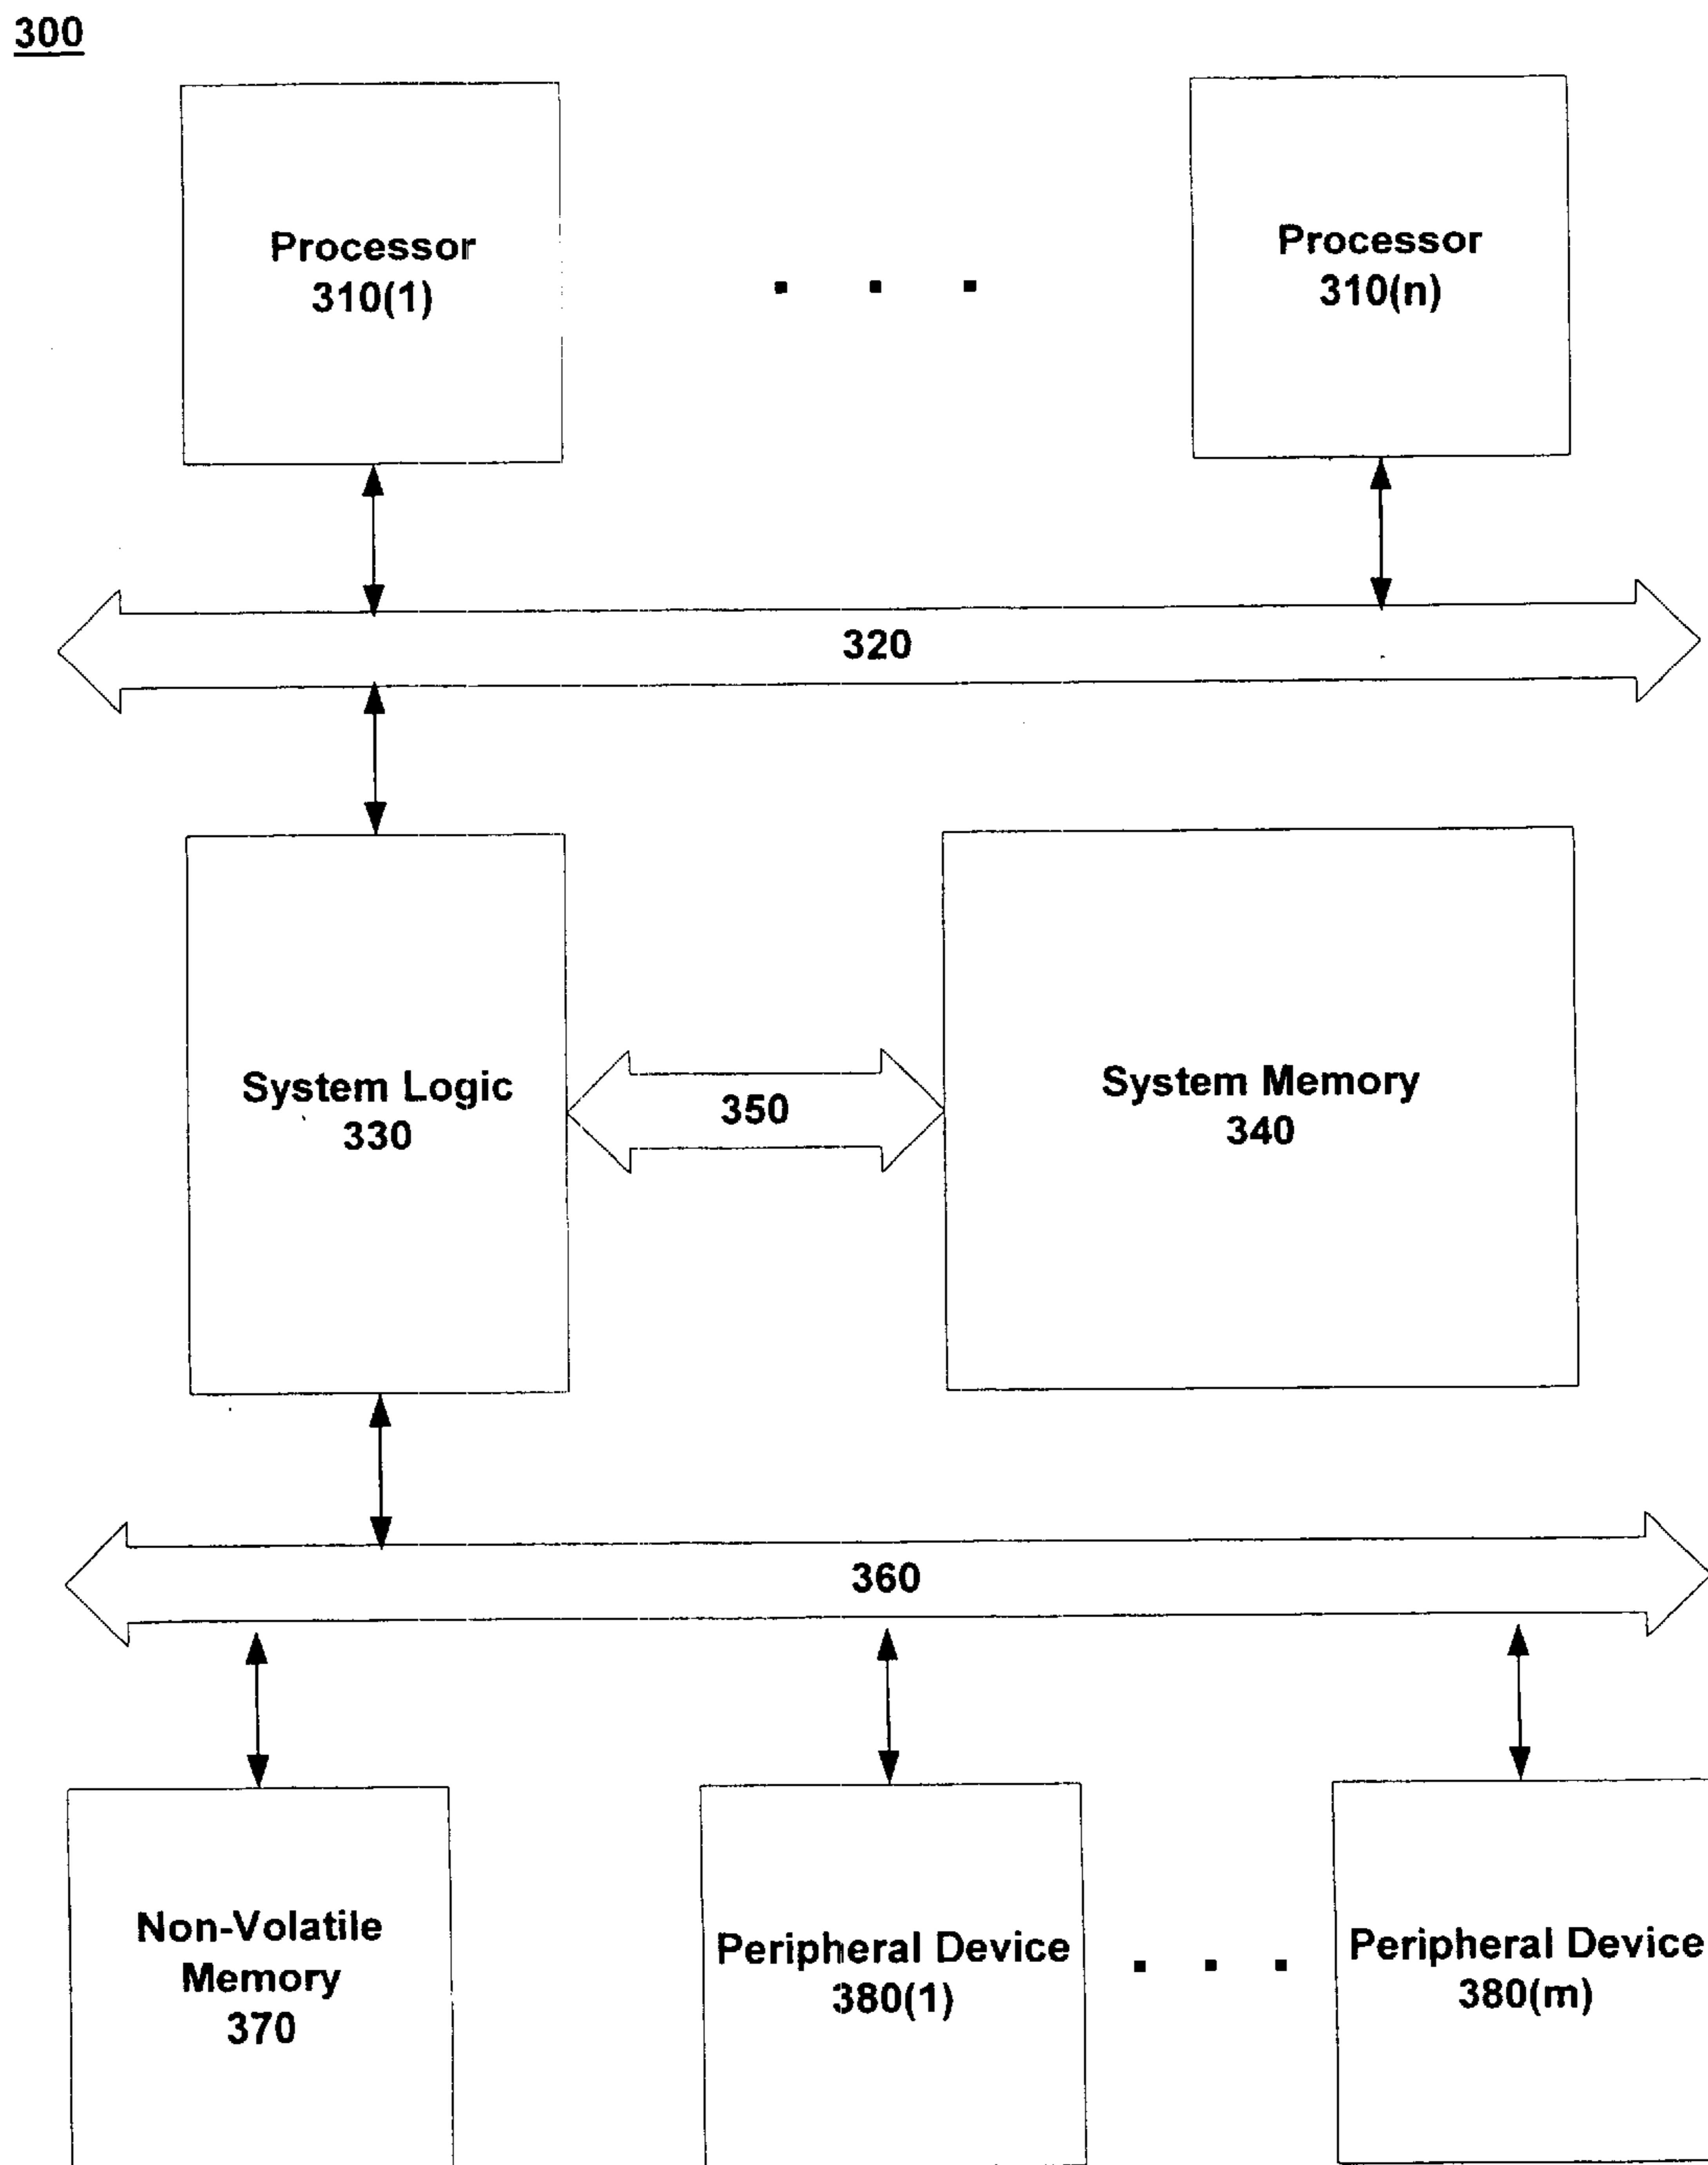 300
Processor
310(1)
. . .
Processor
310(n)
320
System Logic
330
350
System Memory
340
360
Non-Volatile
Memory
370
Peripheral Device
380(1)
. . .
Peripheral Device
380(m)